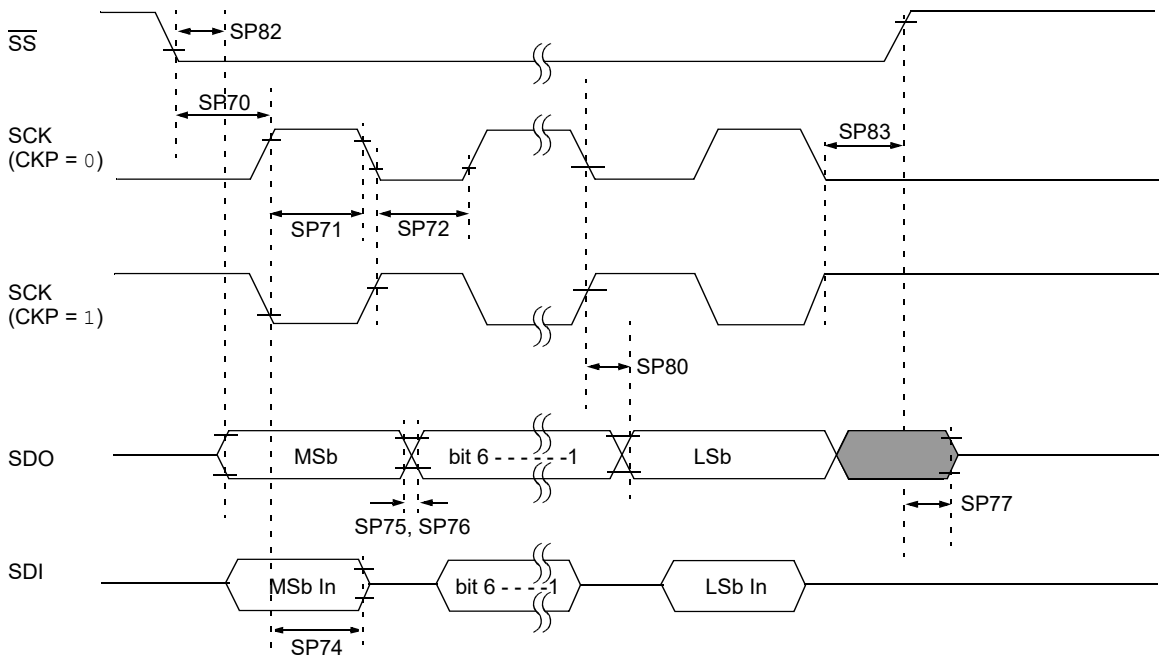 SS
SP82
SP70
SCK
(CKP = 0)
SP83
SP71
SP72
SCK
(CKP = 1)
SP80
SDO
MSb
bit 6 - - - - - - -1
LSb
SP77
SP75, SP76
SDI
MSb In
bit 6 - - - -1
LSb In
SP74